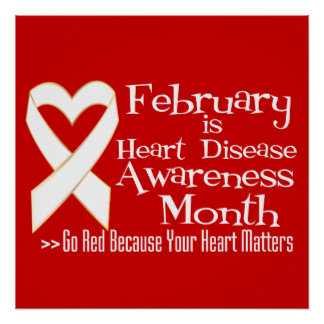 February
is
Heart Disease
Awareness
Month
>> Go Red Because Your Heart Matters